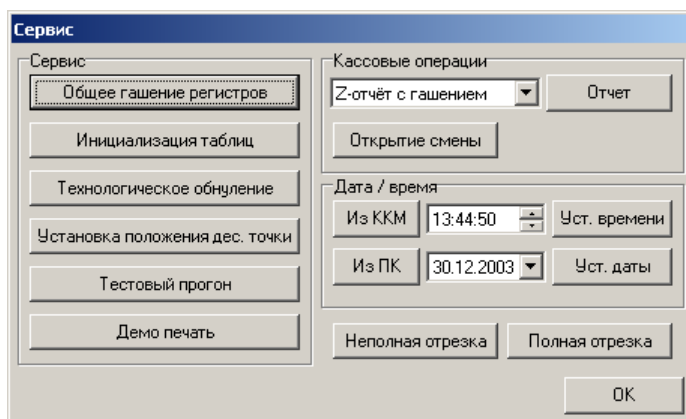 Сервис
Сервис
Общее гашение регистров
Инициализация таблиц
Технологическое обнуление
Установка положения дес. точки
Тестовый прогон
Демо печать
Кассовые операции
Z-отчёт с гашением
Отчет
Открытие смены
Дата / время
Из ККМ
13:44:50
Уст. времени
Из ПК
30.12.2003
Уст. даты
Неполная отрезка
Полная отрезка
OK